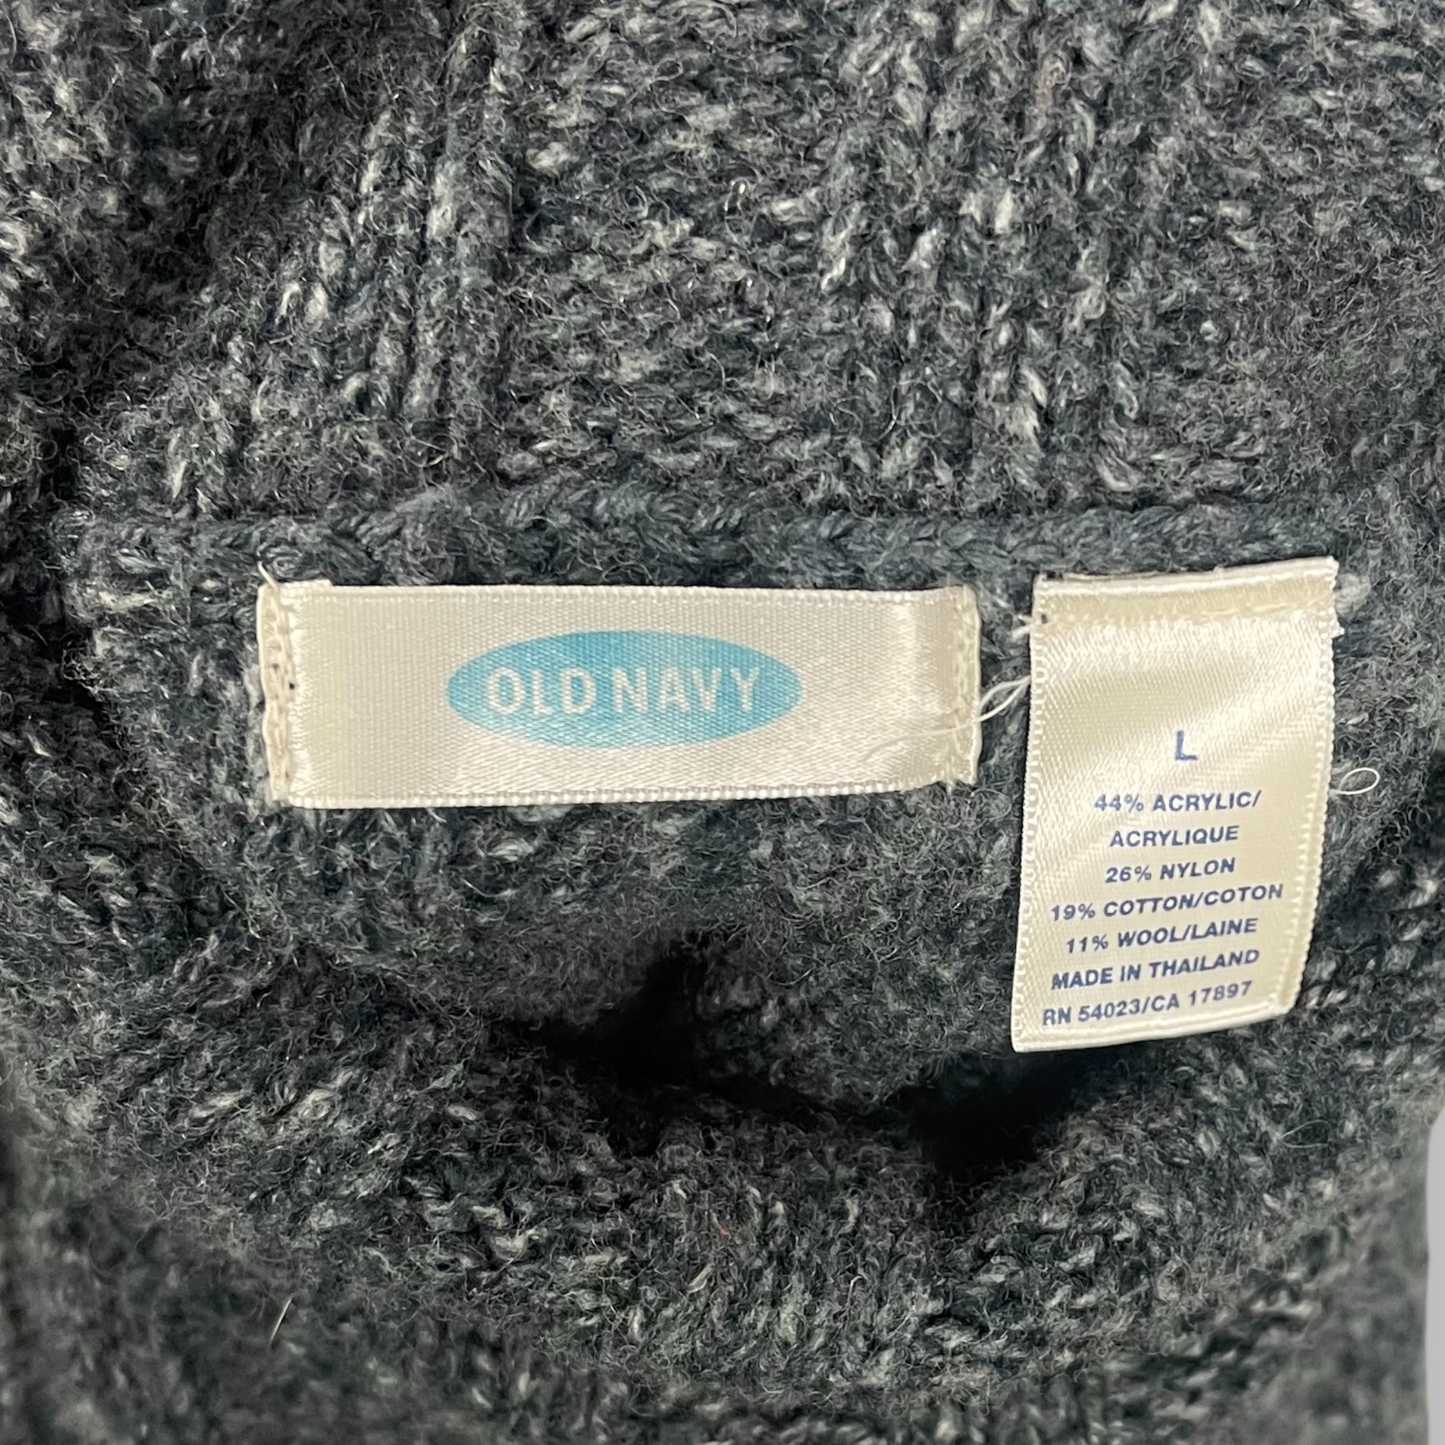 OLD NAVY
L
44% ACRYLIC/
ACRYLIQUE
26% NYLON
19% COTTON/COTON
11% WOOL/LAINE
MADE IN THAILAND
RN 54023/CA 17897